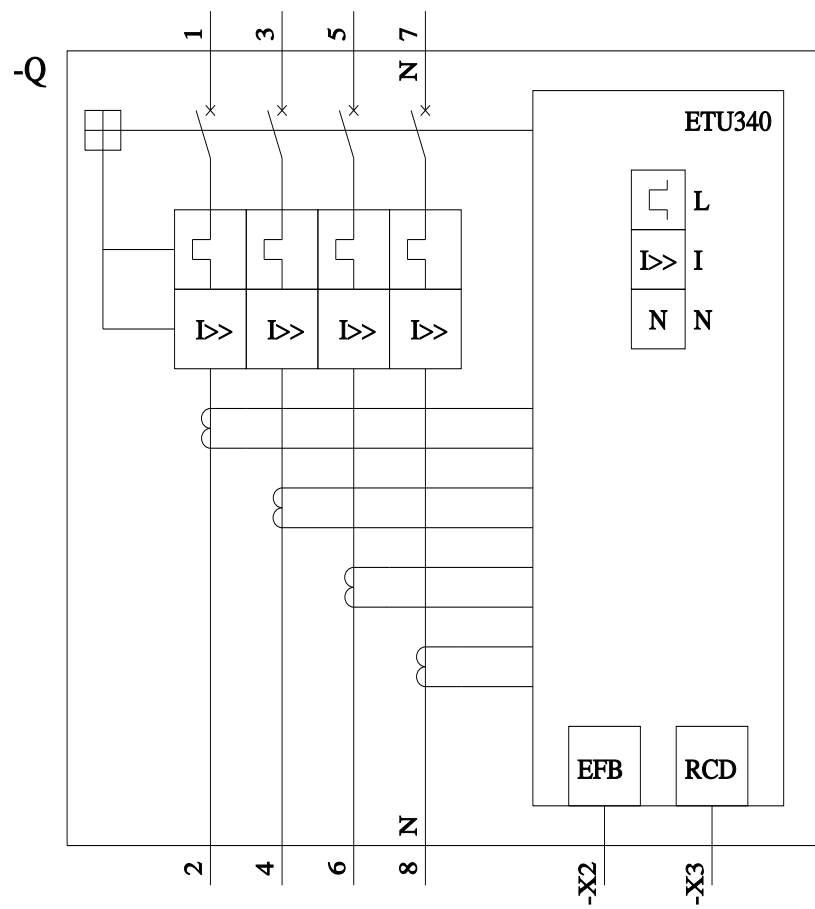 1 3 5 7
-Q
N
ETU340
L
I>> I
N N
I>> I>> I>> I>>
EFB RCD
N
2 4 6 8
-X2 -X3